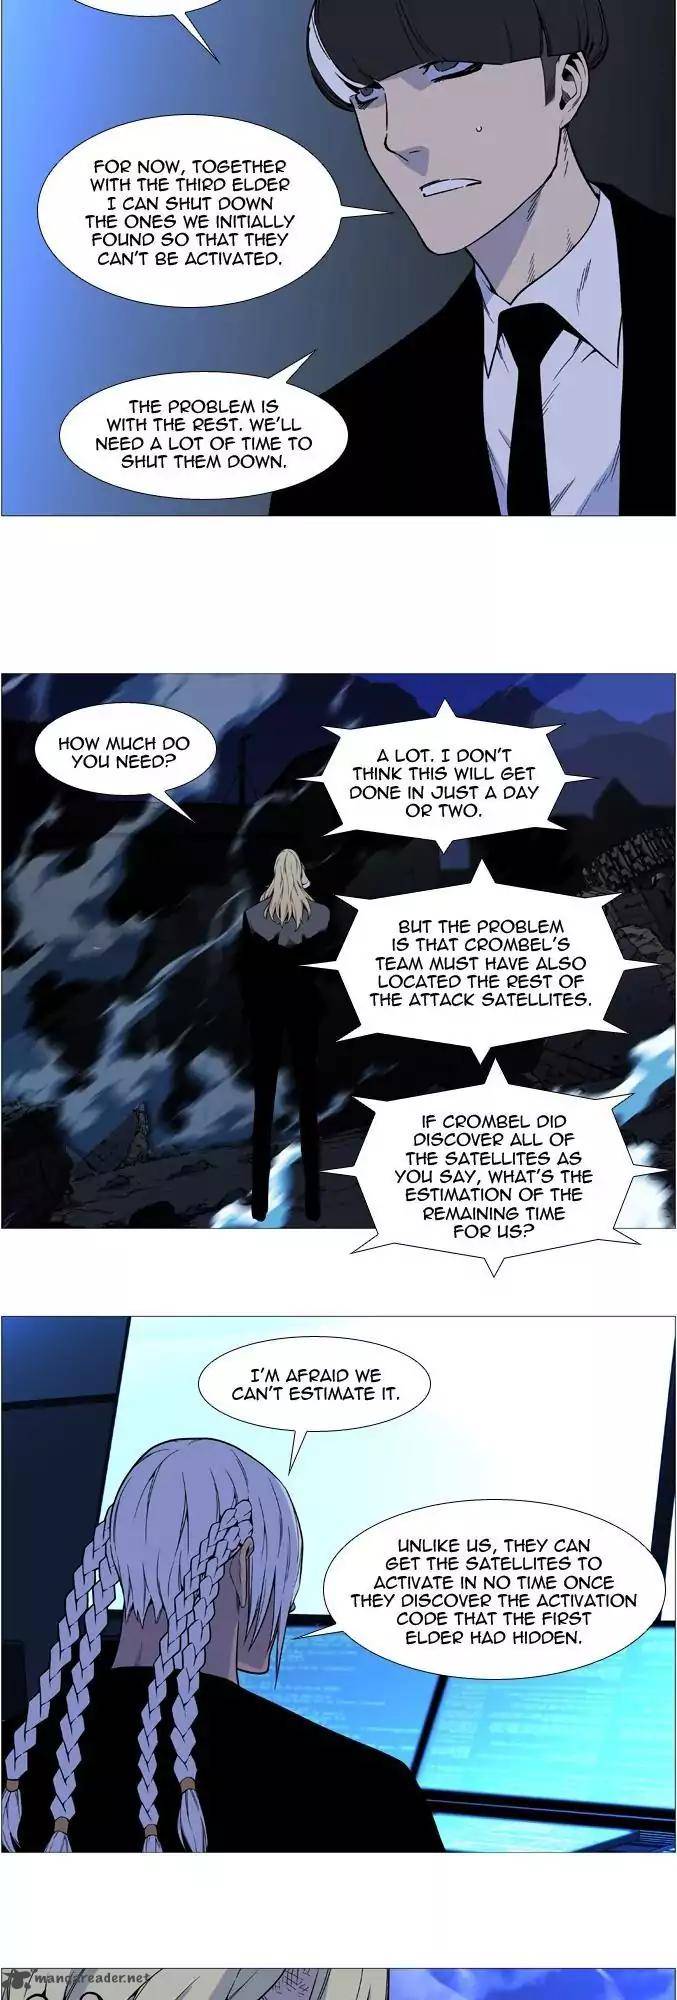 FOR NOW, TOGETHER
WITH THE THIRD ELDER
I CAN SHUT DOWN
THE ONES WE INITIALLY
FOUND SO THAT THEY
CAN'T BE ACTIVATED.
THE PROBLEM IS
WITH THE REST. WE'LL
NEED A LOT OF TIME TO
SHUT THEM DOWN.
HOW MUCH DO
YOU NEED?
A LOT. I DON'T
THINK THIS WILL GET
DONE IN JUST A DAY
OR TWO.
BUT THE PROBLEM
IS THAT CROMBEL'S
TEAM MUST HAVE ALSO
LOCATED THE REST OF
THE ATTACK SATELLITES.
IF CROMBEL DID
DISCOVER ALL OF
THE SATELLITES AS
YOU SAY, WHAT'S THE
ESTIMATION OF THE
REMAINING TIME
FOR US?
I'M AFRAID WE
CAN'T ESTIMATE IT.
UNLIKE US, THEY CAN
GET THE SATELLITES TO
ACTIVATE IN NO TIME ONCE
THEY DISCOVER THE ACTIVATION
CODE THAT THE FIRST
ELDER HAD HIDDEN.
mangareader.net